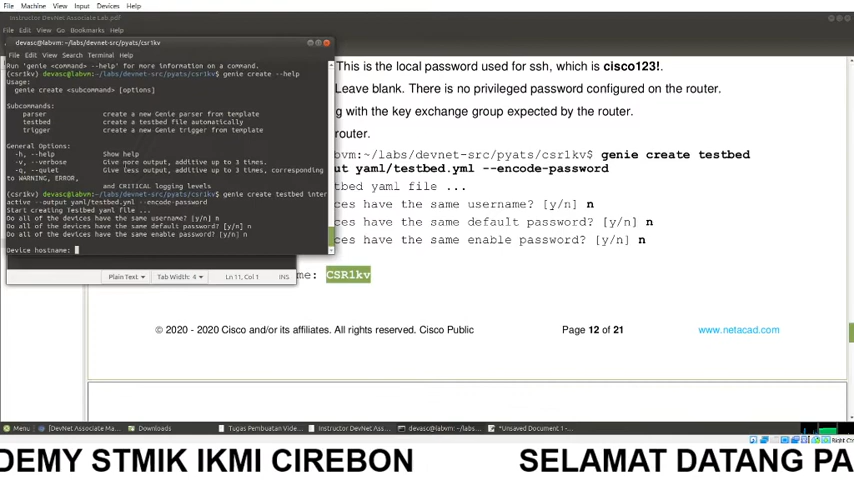 File Machine View Input Devices Help
Instructor DevNet Associate Lab.pdf
File Edit View Go Bookmarks Help
devasc@labvm: ~/labs/devnet-src/pyats/csr1kv
File Edit View Search Terminal Help
Run 'genie <command> --help' for more information on a command.
(csr1kv) devasc@labvm:~/labs/devnet-src/pyats/csr1kv$ genie create --help
Usage:
genie create <subcommand> [options]
Subcommands:
parser create a new Genie parser from template
testbed create a testbed file automatically
trigger create a new Genie trigger from template
General Options:
-h, --help Show help
-v, --verbose Give more output, additive up to 3 times.
-q, --quiet Give less output, additive up to 3 times, corresponding
to WARNING, ERROR,
and CRITICAL logging levels
(csr1kv) devasc@labvm:~/labs/devnet-src/pyats/csr1kv$ genie create testbed inter
active --output yaml/testbed.yml --encode-password
Start creating Testbed yaml file ...
Do all of the devices have the same username? [y/n] n
Do all of the devices have the same default password? [y/n] n
Do all of the devices have the same enable password? [y/n] n
Device hostname:
Plain Text Tab Width: 4 Ln 11, Col 1 INS
This is the local password used for ssh, which is cisco123!.
Leave blank. There is no privileged password configured on the router.
g with the key exchange group expected by the router.
router.
bvm:~/labs/devnet-src/pyats/csr1kv$ genie create testbed
ut yaml/testbed.yml --encode-password
tbed yaml file ...
ces have the same username? [y/n] n
ces have the same default password? [y/n] n
ces have the same enable password? [y/n] n
me: CSR1kv
© 2020 - 2020 Cisco and/or its affiliates. All rights reserved. Cisco Public Page 12 of 21 www.netacad.com
Menu [DevNet Associate Ma... Downloads Tugas Pembuatan Vide... Instructor DevNet Ass... devasc@labvm: ~/labs... *Unsaved Document 1 -...
Right Ctrl
DEMY STMIK IKMI CIREBON SELAMAT DATANG PA